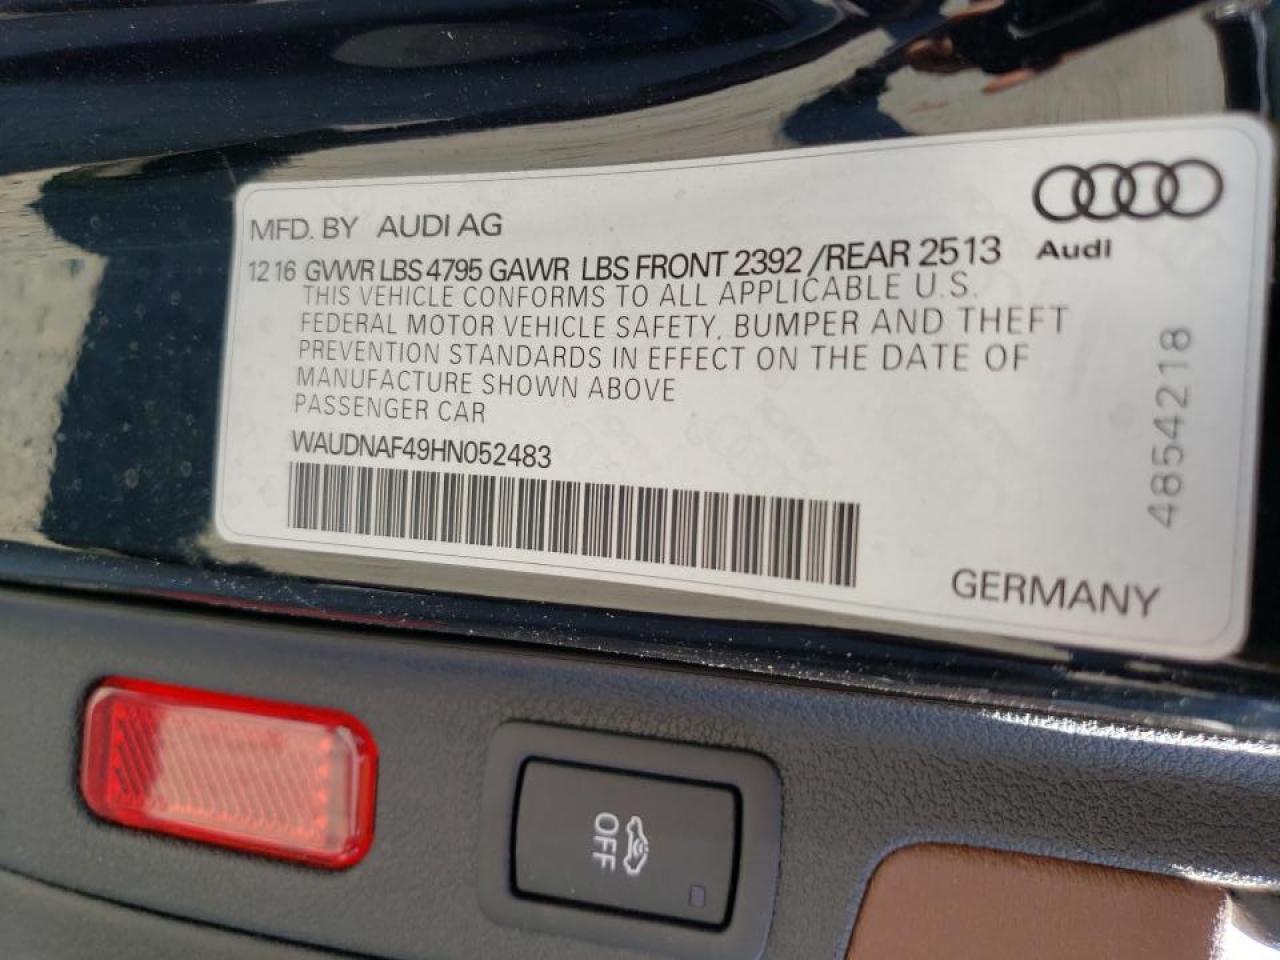 MFD. BY AUDI AG
Audi
12 16 GVWR LBS 4795 GAWR LBS FRONT 2392 /REAR 2513
THIS VEHICLE CONFORMS TO ALL APPLICABLE U.S.
FEDERAL MOTOR VEHICLE SAFETY, BUMPER AND THEFT
PREVENTION STANDARDS IN EFFECT ON THE DATE OF
MANUFACTURE SHOWN ABOVE
PASSENGER CAR
WAUDNAF49HN052483
4854218
GERMANY
OFF